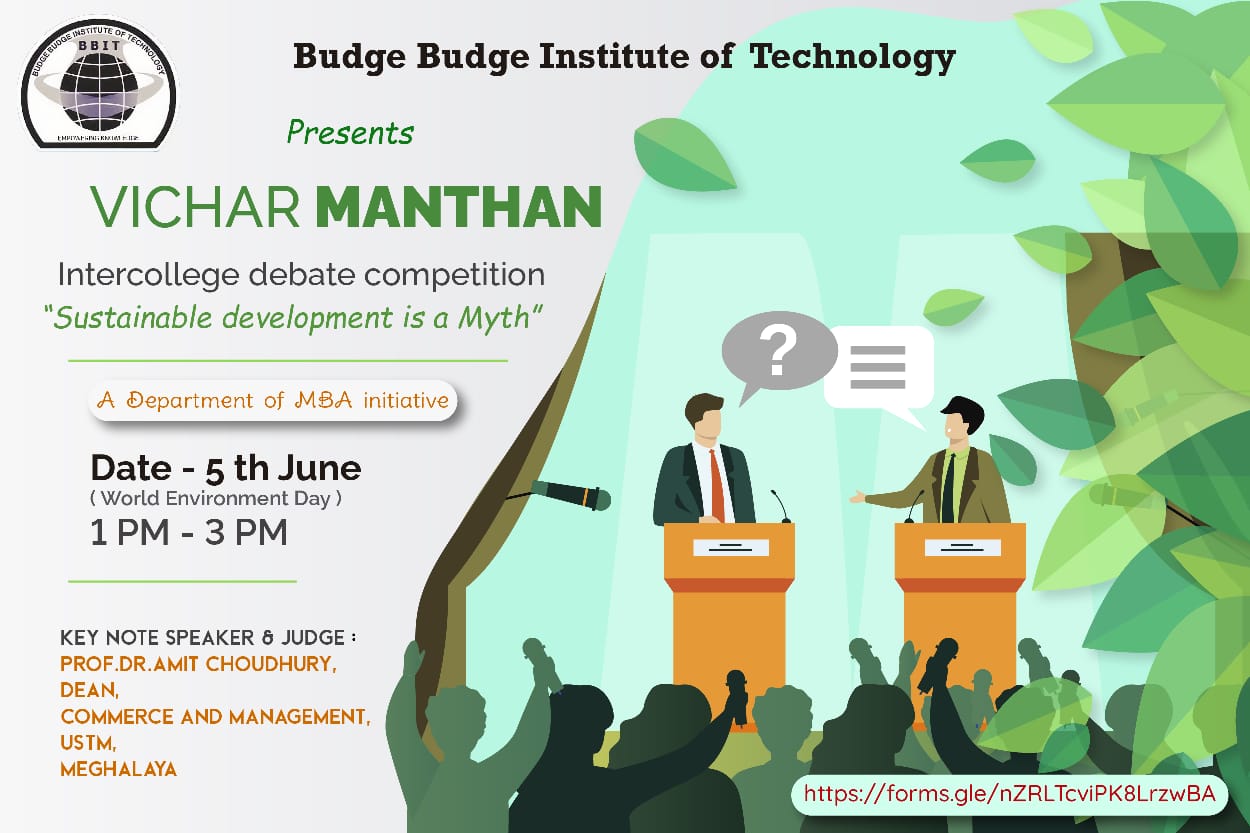 BUDGE BUDGE INSTITUTE OF TECHNOLOGY
BBIT
EMPOWERING KNOWLEDGE
Budge Budge Institute of Technology
Presents
VICHAR MANTHAN
Intercollege debate competition
“Sustainable development is a Myth”
A Department of MBA initiative
Date - 5 th June
( World Environment Day )
1 PM - 3 PM
?
KEY NOTE SPEAKER & JUDGE :
PROF.DR.AMIT CHOUDHURY,
DEAN,
COMMERCE AND MANAGEMENT,
USTM,
MEGHALAYA
https://forms.gle/nZRLTcviPK8LrzwBA